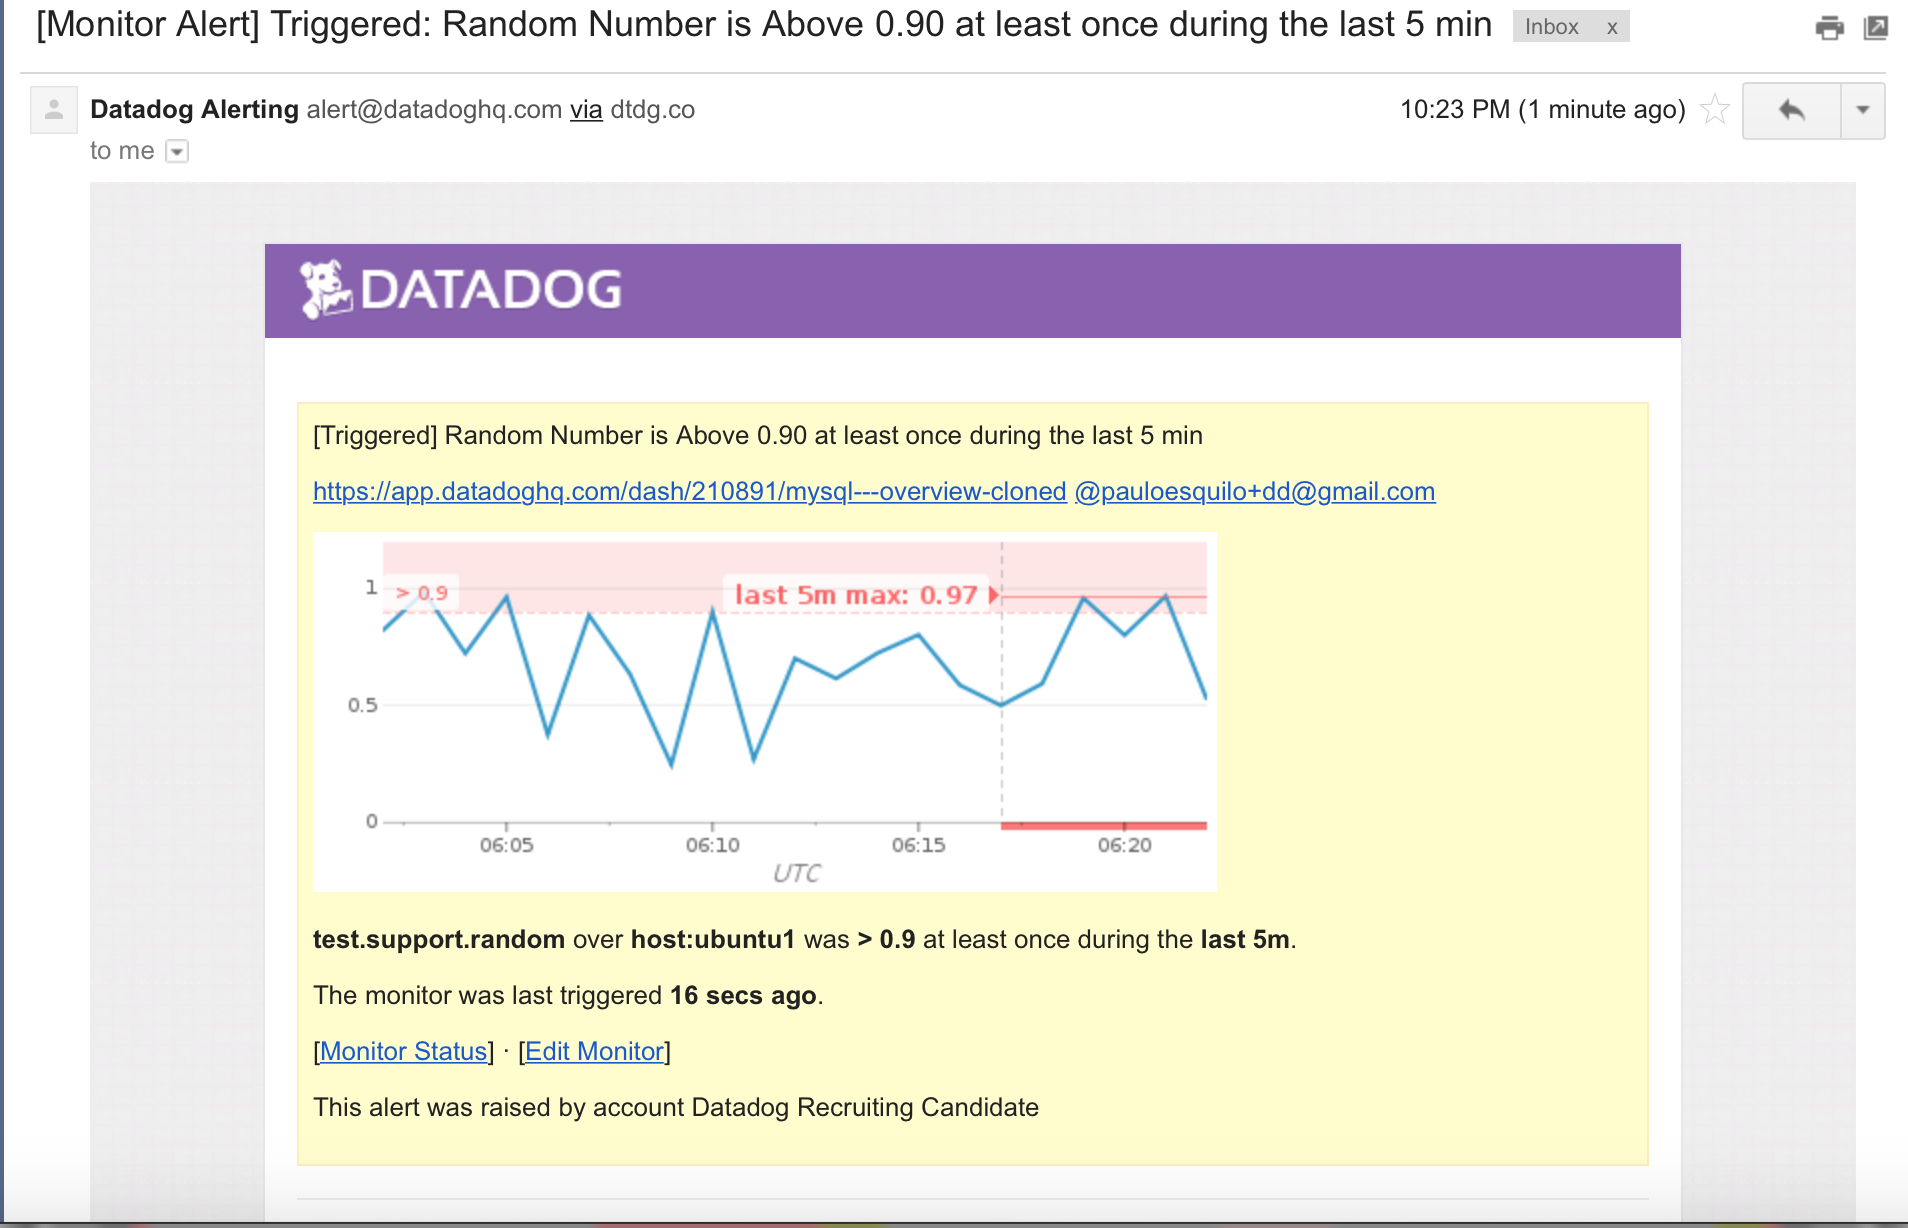 [Monitor Alert] Triggered: Random Number is Above 0.90 at least once during the last 5 min Inbox x
Datadog Alerting alert@datadoghq.com via dtdg.co 10:23 PM (1 minute ago)
to me
DATADOG
[Triggered] Random Number is Above 0.90 at least once during the last 5 min
https://app.datadoghq.com/dash/210891/mysql---overview-cloned @pauloesquilo+dd@gmail.com
1
> 0.9
last 5m max: 0.97
0.5
0
06:05 06:10 06:15 06:20
UTC
test.support.random over host:ubuntu1 was > 0.9 at least once during the last 5m.
The monitor was last triggered 16 secs ago.
[Monitor Status] · [Edit Monitor]
This alert was raised by account Datadog Recruiting Candidate